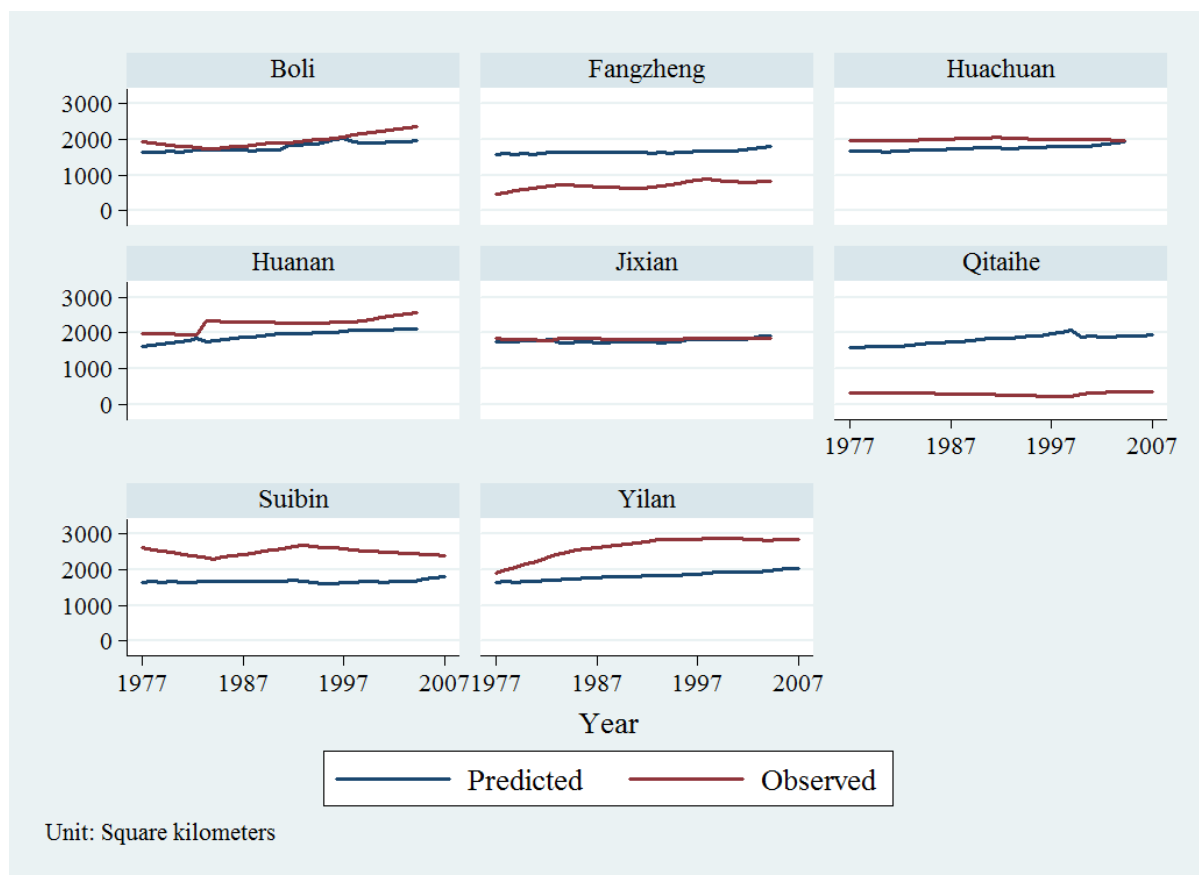 Boli Fangzheng Huachuan
3000
2000
1000
0
Huanan Jixian Qitaihe
3000
2000
1000
0
1977 1987 1997 2007
Suibin Yilan
3000
2000
1000
0
1977 1987 1997 2007 1977 1987 1997 2007
Year
Predicted Observed
Unit: Square kilometers